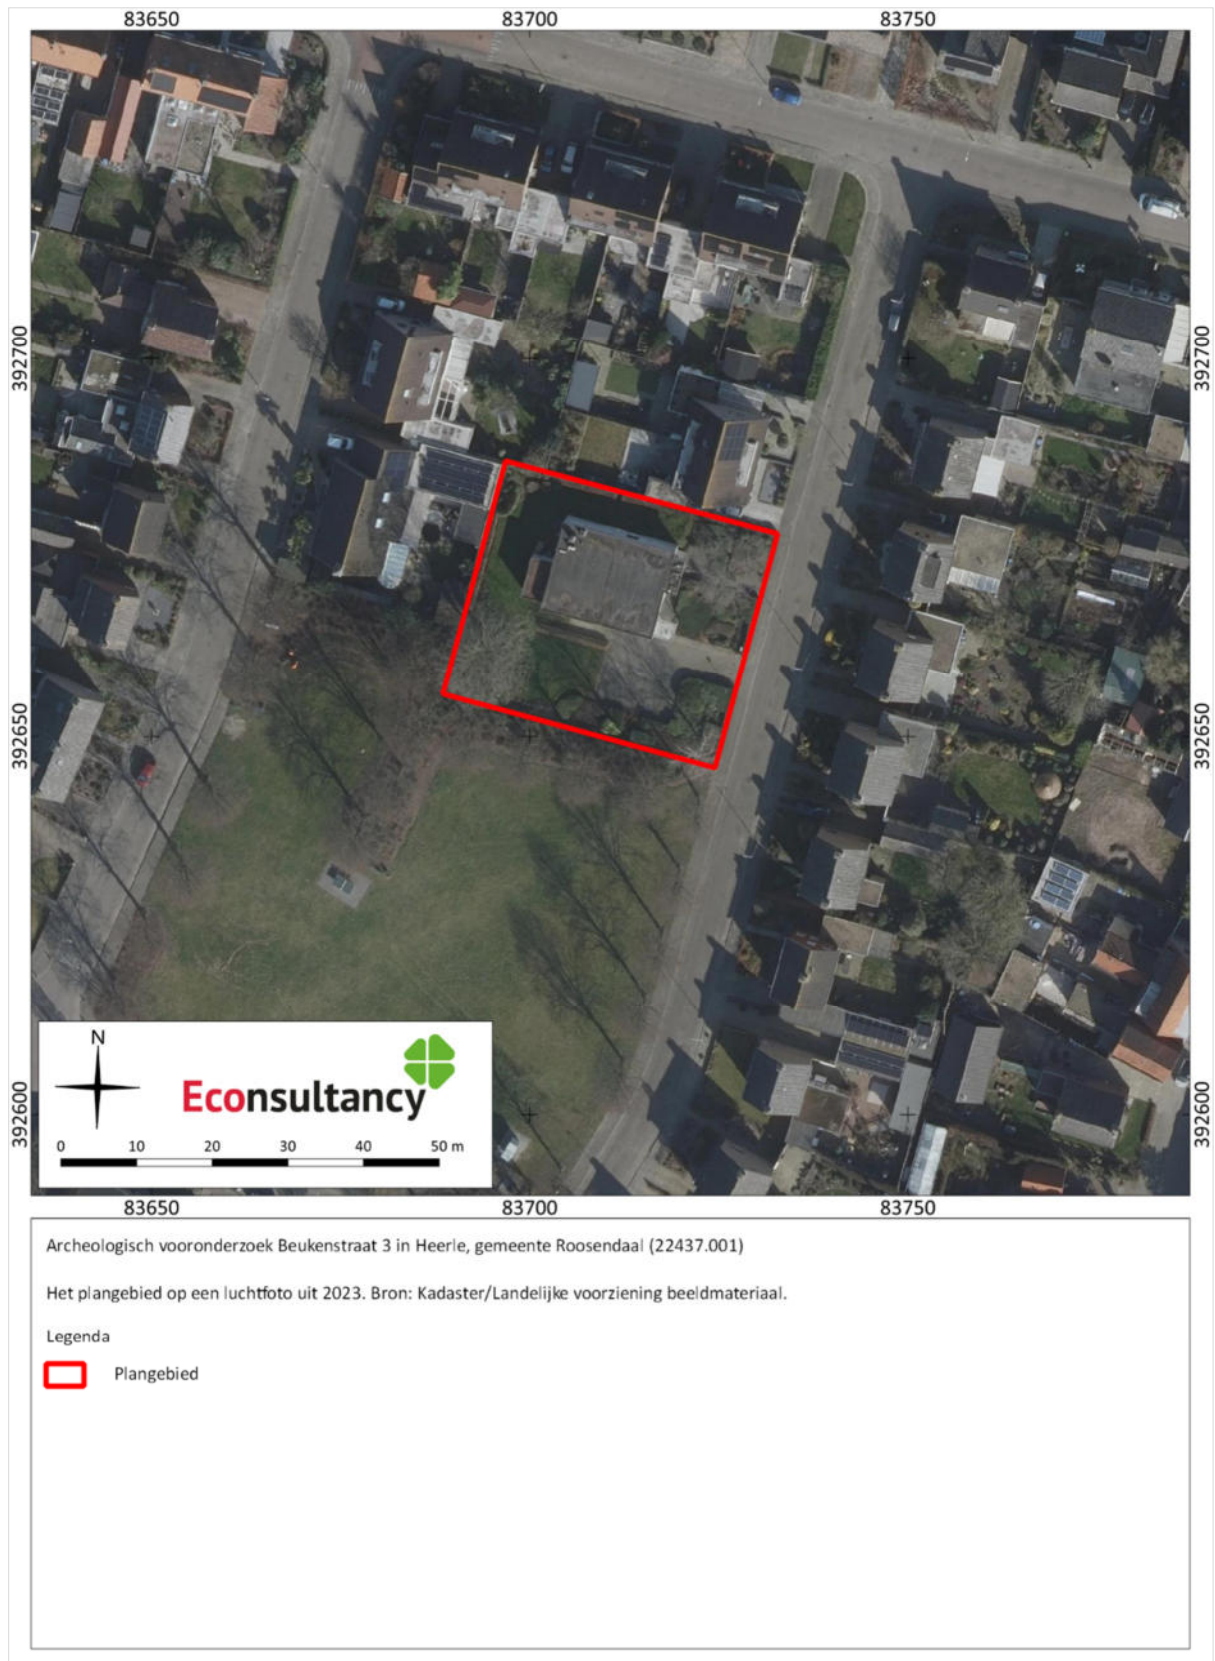 83650 83700 83750
392700 392700
392650 392650
392600 392600
N
Econsultancy
0 10 20 30 40 50 m
83650 83700 83750
Archeologisch vooronderzoek Beukenstraat 3 in Heerle, gemeente Roosendaal (22437.001)
Het plangebied op een luchtfoto uit 2023. Bron: Kadaster/Landelijke voorziening beeldmateriaal.
Legenda
Plangebied